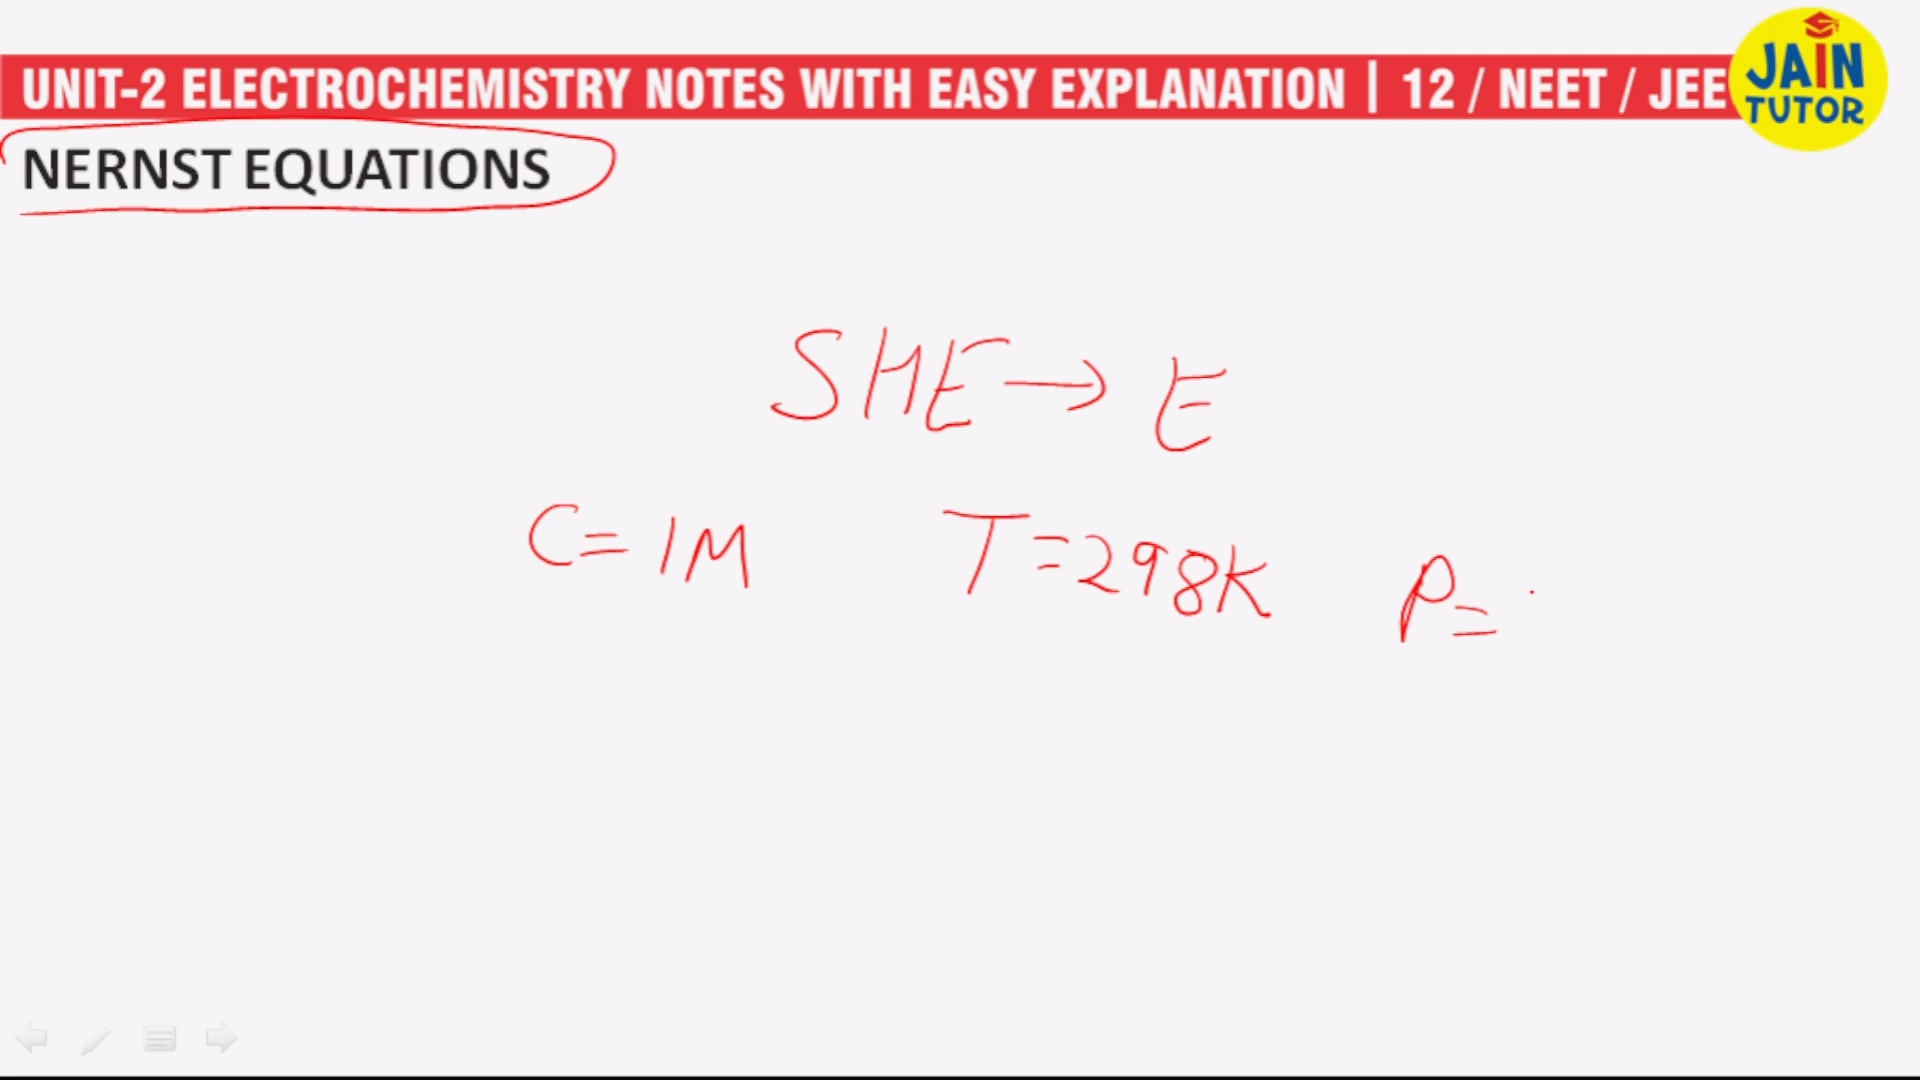 UNIT-2 ELECTROCHEMISTRY NOTES WITH EASY EXPLANATION | 12 / NEET / JEE
JAIN
TUTOR
NERNST EQUATIONS
SHE → E
C = 1M T = 298K P =